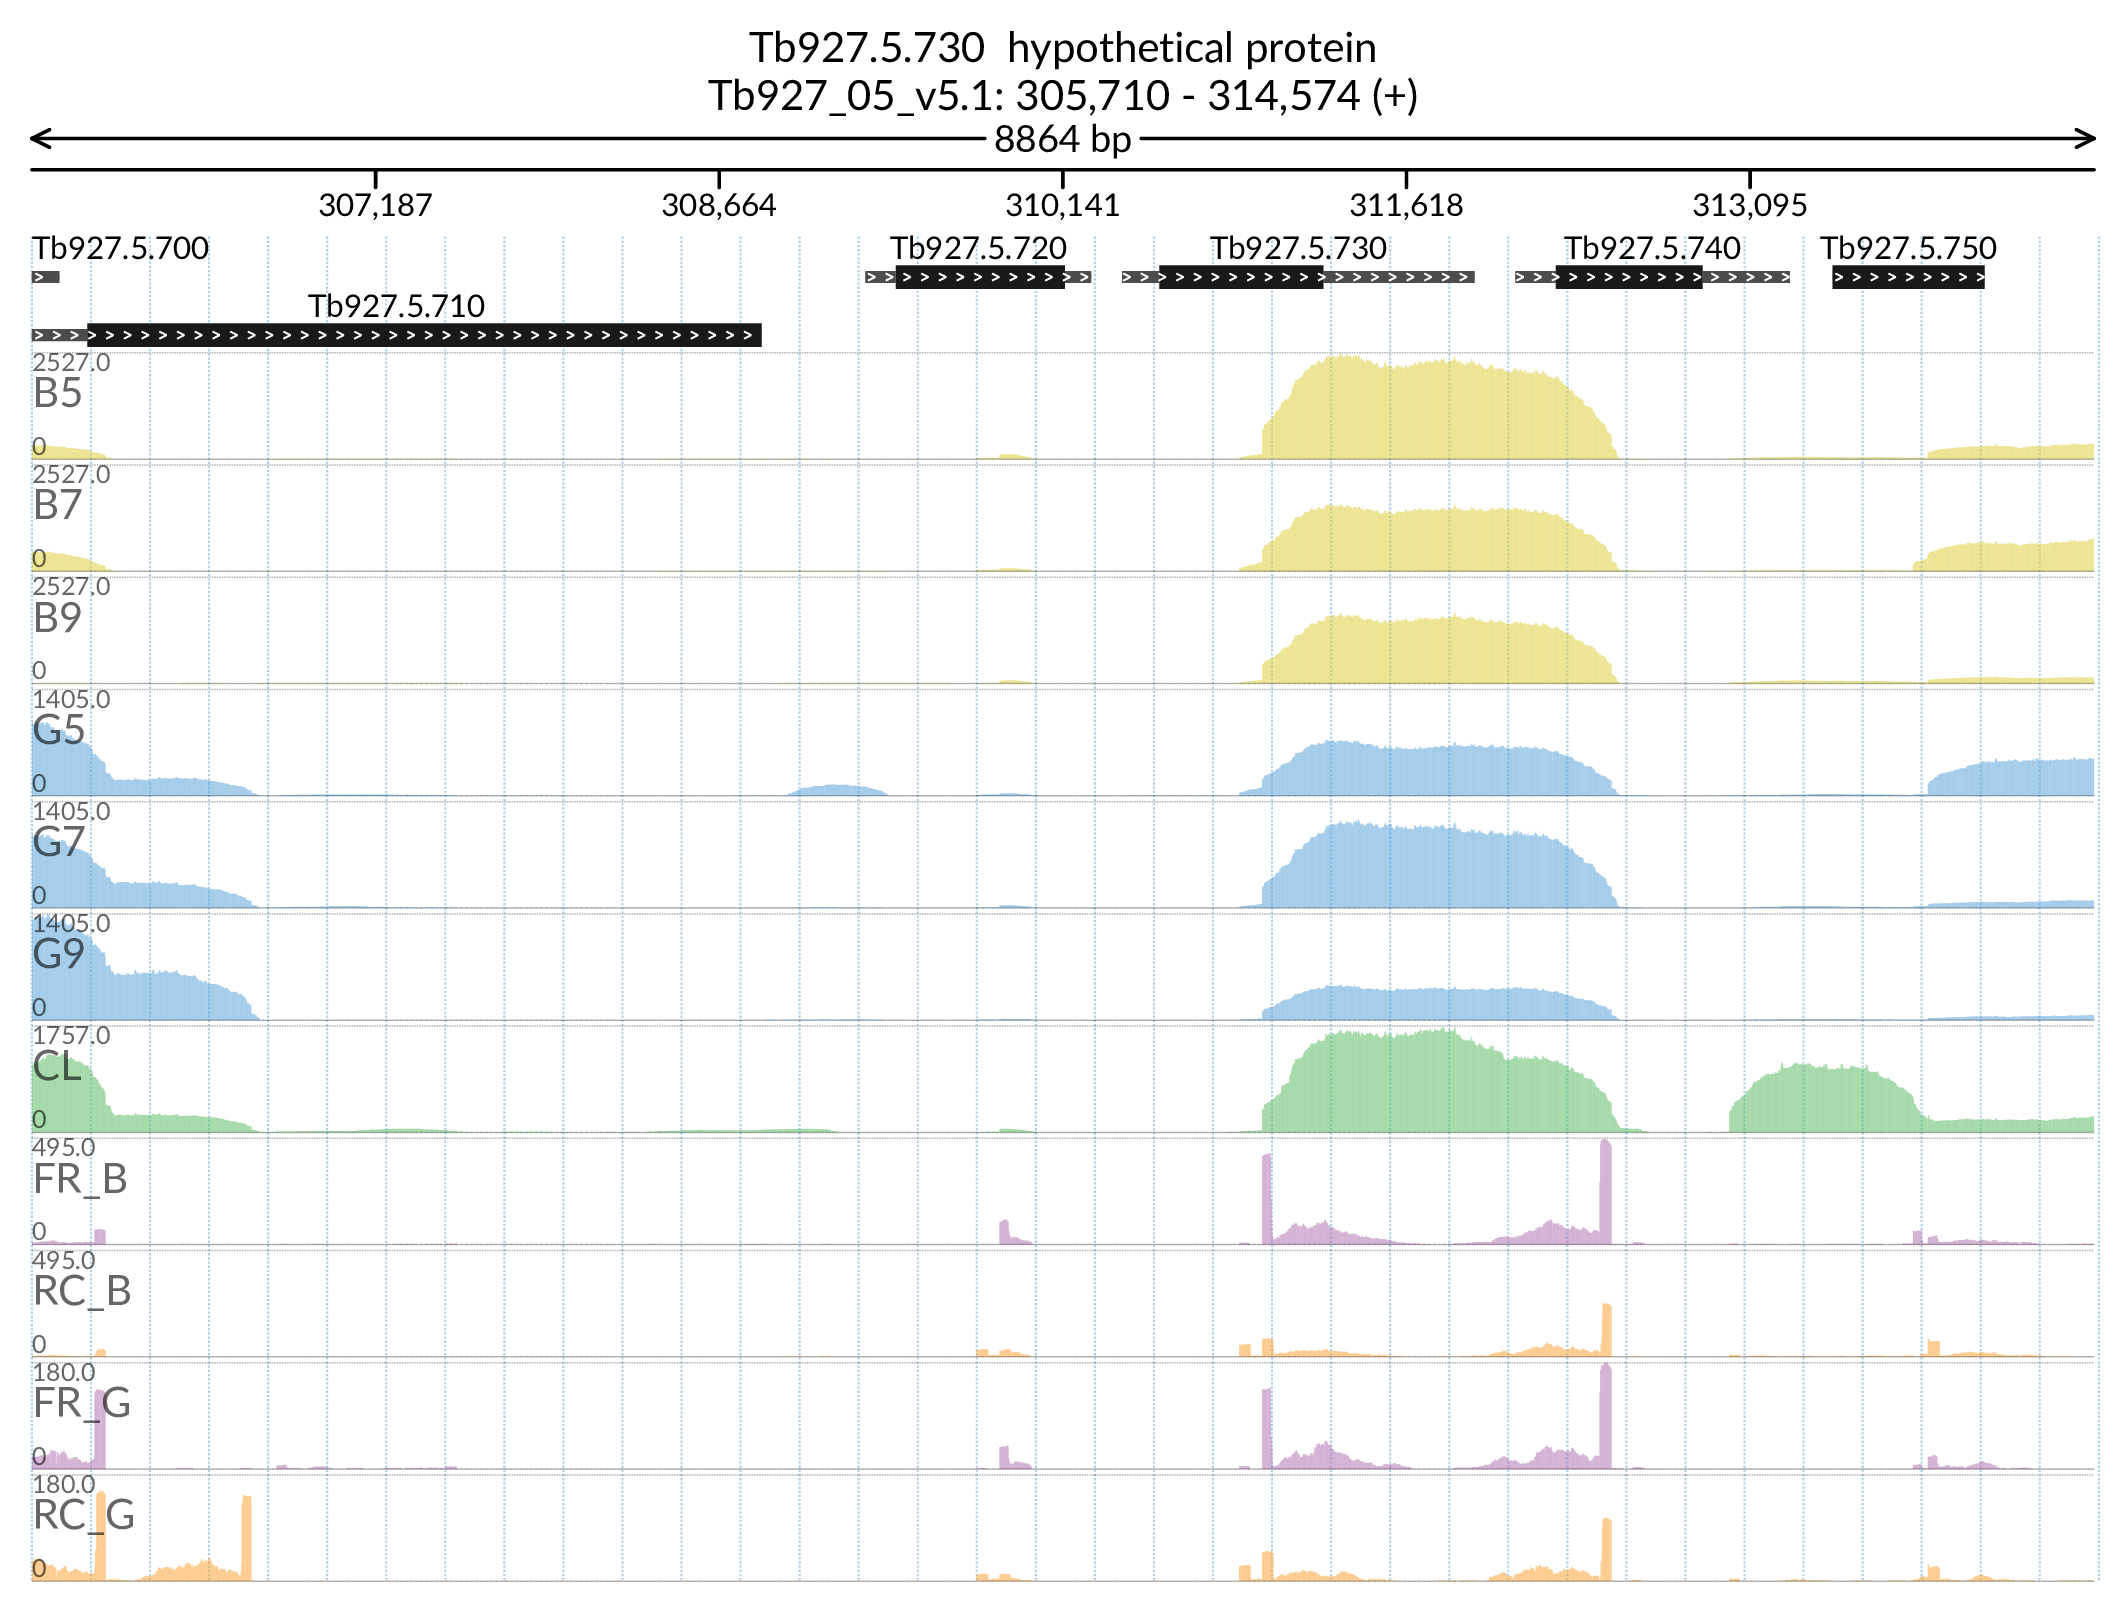 Tb927.5.730  hypothetical protein
Tb927_05_v5.1: 305,710 - 314,574 (+)
8864 bp
307,187 308,664 310,141 311,618 313,095
Tb927.5.700 Tb927.5.720 Tb927.5.730 Tb927.5.740 Tb927.5.750
Tb927.5.710
2527.0
B5
0
2527.0
B7
0
2527.0
B9
0
1405.0
G5
0
1405.0
G7
0
1405.0
G9
0
1757.0
CL
0
495.0
FR_B
0
495.0
RC_B
0
180.0
FR_G
0
180.0
RC_G
0